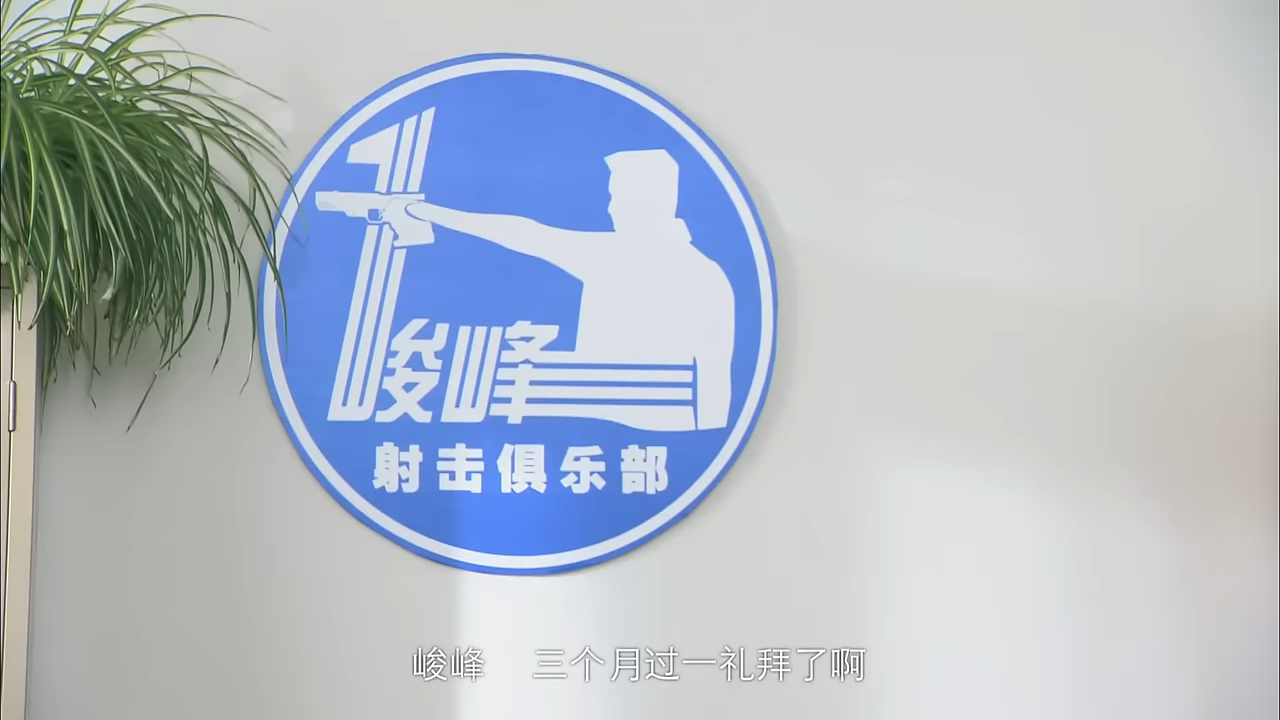 峻峰
射击俱乐部
峻峰 三个月过一礼拜了啊